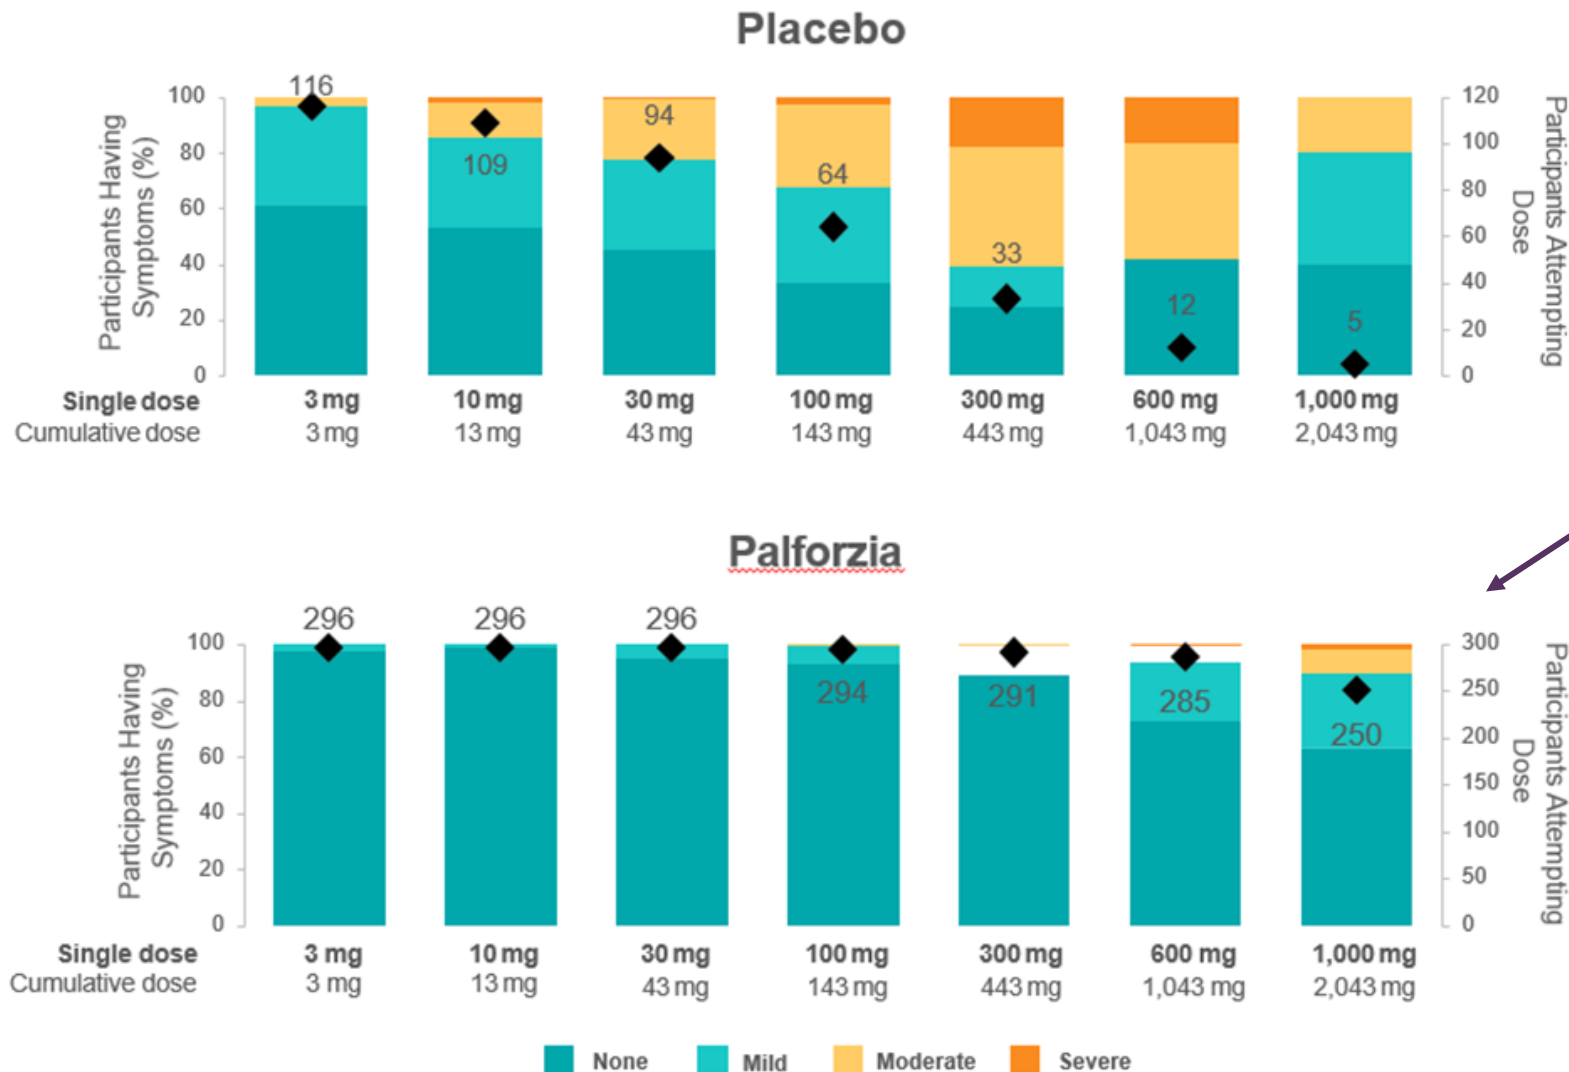 Placebo
116
109
94
64
33
12
5
100
80
60
40
20
0
Participants Having
Symptoms (%)
120
100
80
60
40
20
0
Participants Attempting
Dose
Single dose 3 mg 10 mg 30 mg 100 mg 300 mg 600 mg 1,000 mg
Cumulative dose 3 mg 13 mg 43 mg 143 mg 443 mg 1,043 mg 2,043 mg
Palforzia
296 296 296
294 291 285 250
100
80
60
40
20
0
Participants Having
Symptoms (%)
300
250
200
150
100
50
0
Participants Attempting
Dose
Single dose 3 mg 10 mg 30 mg 100 mg 300 mg 600 mg 1,000 mg
Cumulative dose 3 mg 13 mg 43 mg 143 mg 443 mg 1,043 mg 2,043 mg
None Mild Moderate Severe